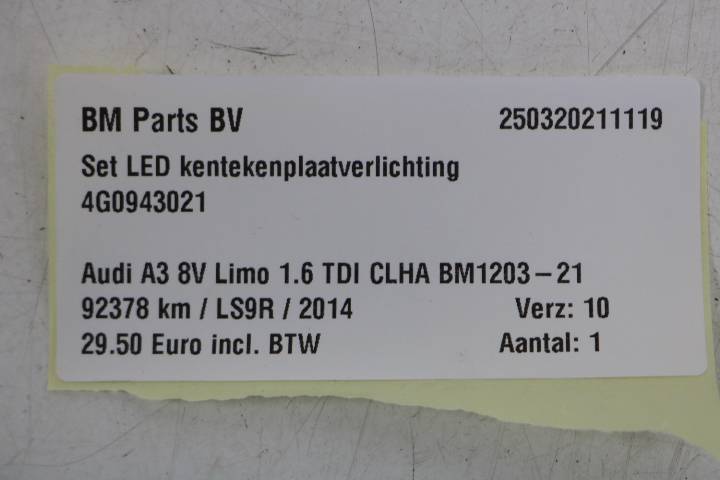 BM Parts BV 250320211119
Set LED kentekenplaatverlichting
4G0943021
Audi A3 8V Limo 1.6 TDI CLHA BM1203-21
92378 km / LS9R / 2014 Verz: 10
29.50 Euro incl. BTW Aantal: 1